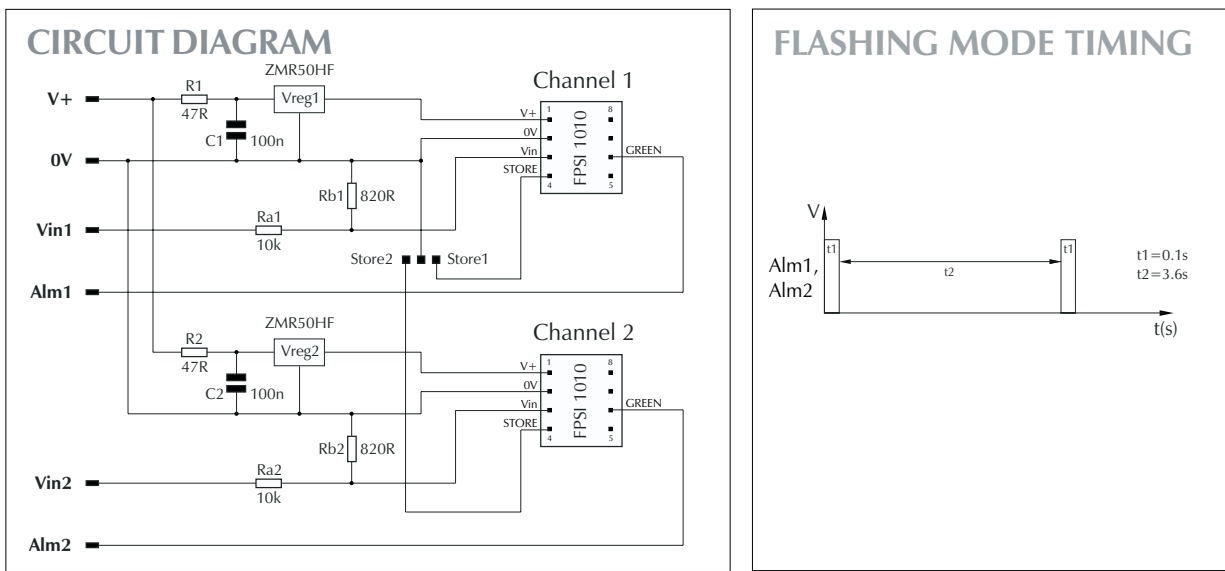 CIRCUIT DIAGRAM
ZMR50HF
Channel 1
R1
V+
Vreg1
47R
C1
100n
1
8
V+
0V
0V
Vin
GREEN
STORE
FPSI 1010
4
5
Rb1
820R
Ra1
Vin1
10k
Store2
Store1
Alm1
ZMR50HF
Channel 2
R2
Vreg2
47R
C2
100n
1
8
V+
0V
Vin
GREEN
STORE
FPSI 1010
4
5
Rb2
820R
Ra2
Vin2
10k
Alm2
FLASHING MODE TIMING
V
t1
t1
t1=0.1s
t2
t2=3.6s
Alm1,
Alm2
t(s)